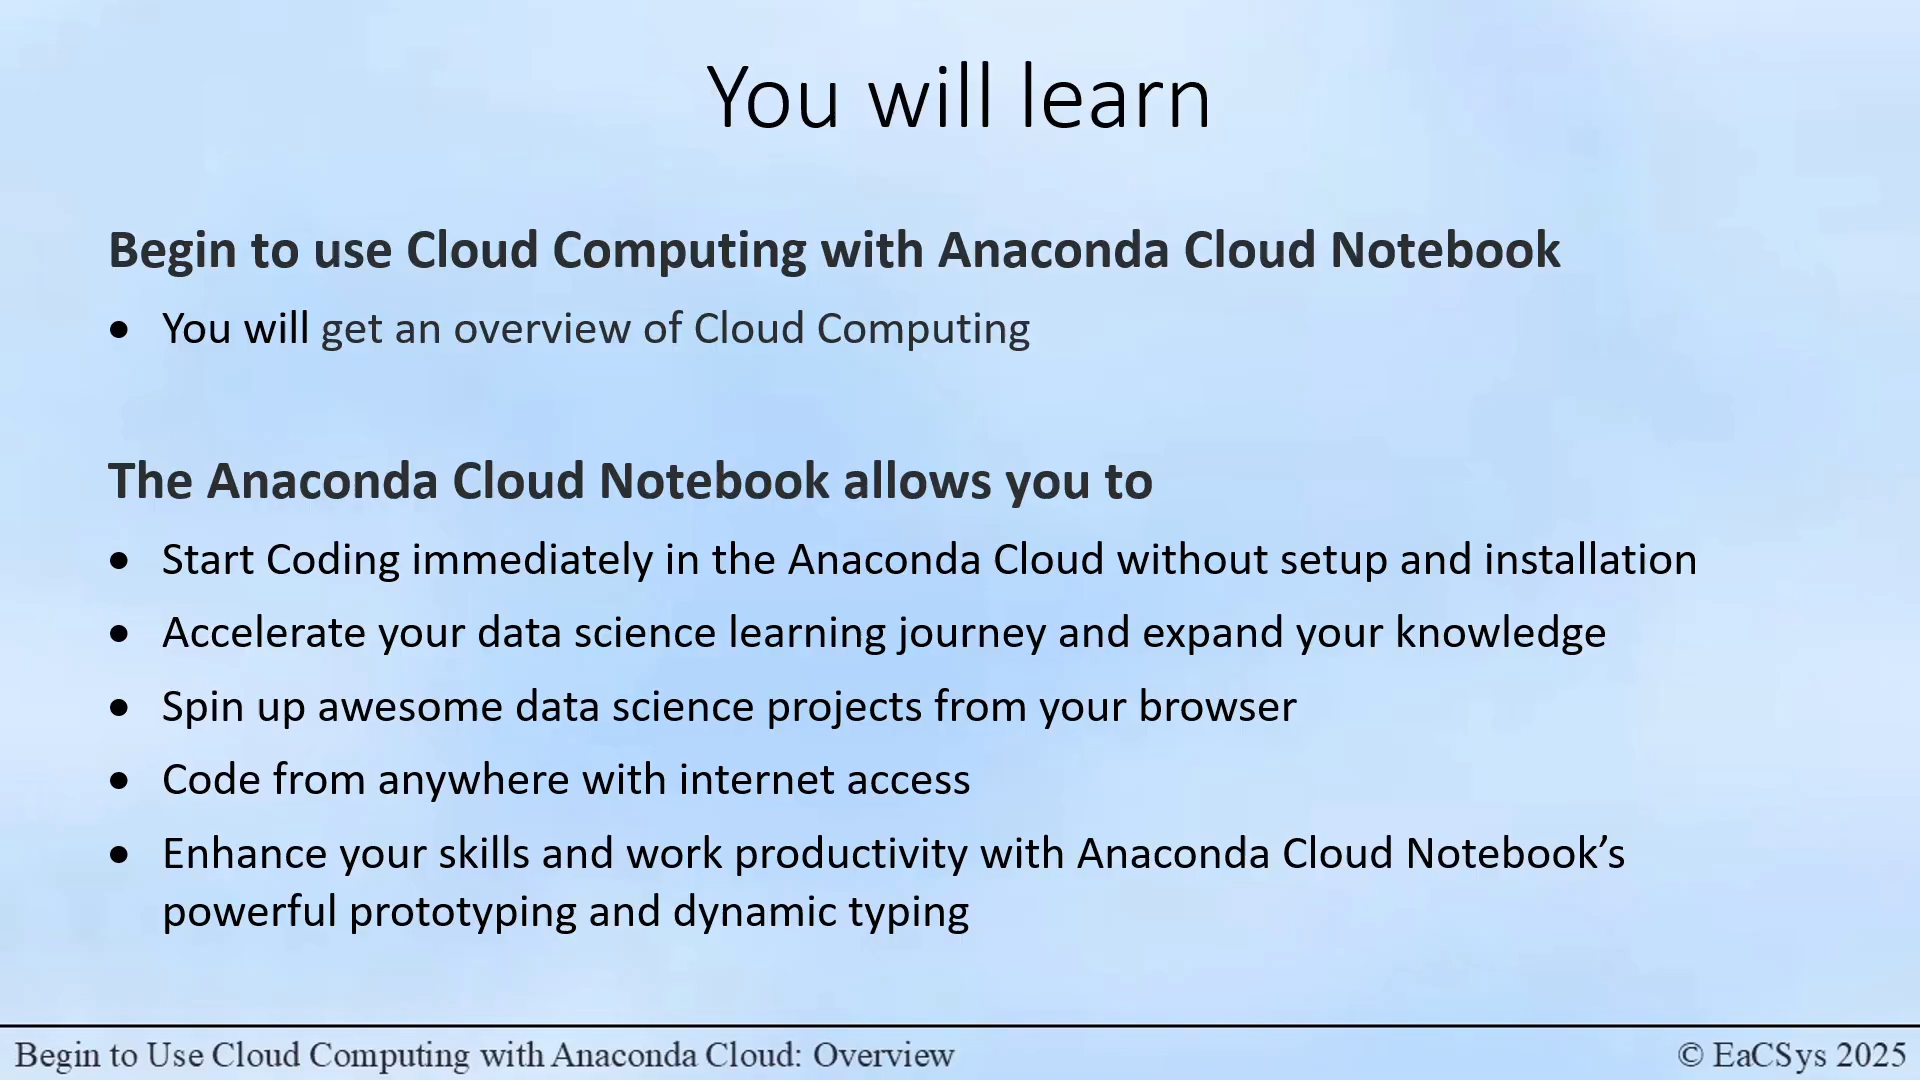 You will learn
Begin to use Cloud Computing with Anaconda Cloud Notebook
• You will get an overview of Cloud Computing
The Anaconda Cloud Notebook allows you to
• Start Coding immediately in the Anaconda Cloud without setup and installation
• Accelerate your data science learning journey and expand your knowledge
• Spin up awesome data science projects from your browser
• Code from anywhere with internet access
• Enhance your skills and work productivity with Anaconda Cloud Notebook’s
powerful prototyping and dynamic typing
Begin to Use Cloud Computing with Anaconda Cloud: Overview
© EaCSys 2025